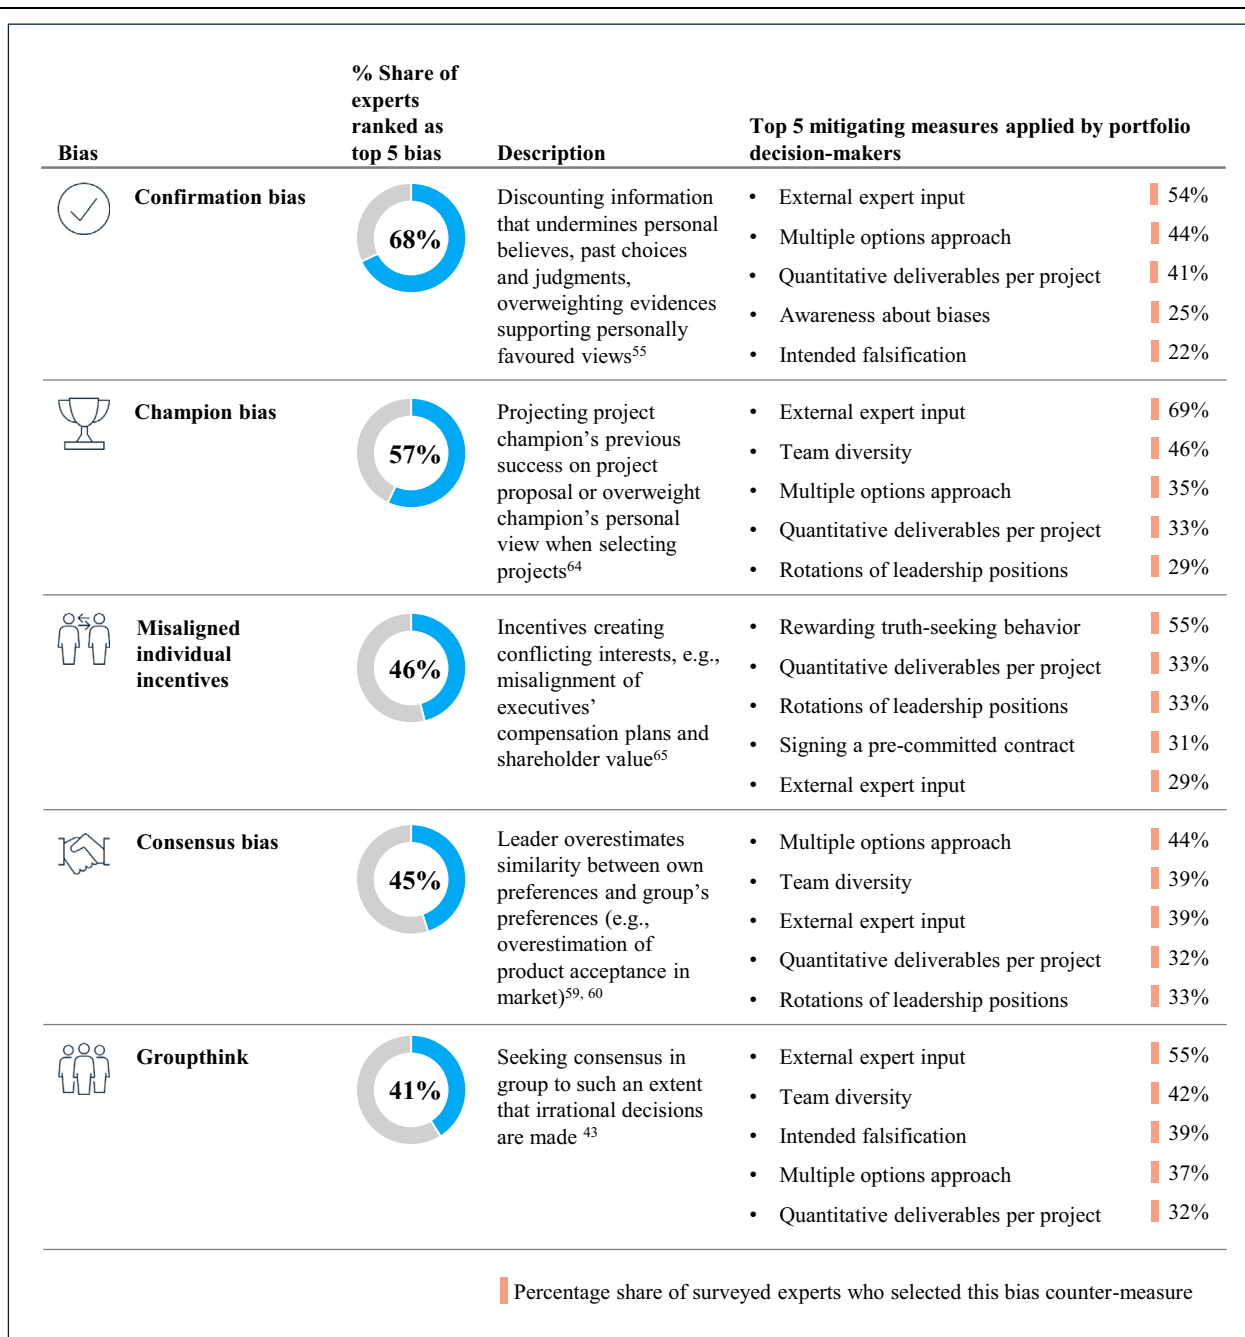 % Share of
experts
ranked as
top 5 bias
Bias
Description
Top 5 mitigating measures applied by portfolio
decision-makers
Confirmation bias
68%
Discounting information
that undermines personal
believes, past choices
and judgments,
overweighting evidences
supporting personally
favoured views55
• External expert input 54%
• Multiple options approach 44%
• Quantitative deliverables per project 41%
• Awareness about biases 25%
• Intended falsification 22%
Champion bias
57%
Projecting project
champion’s previous
success on project
proposal or overweight
champion’s personal
view when selecting
projects64
• External expert input 69%
• Team diversity 46%
• Multiple options approach 35%
• Quantitative deliverables per project 33%
• Rotations of leadership positions 29%
Misaligned
individual
incentives
46%
Incentives creating
conflicting interests, e.g.,
misalignment of
executives’
compensation plans and
shareholder value65
• Rewarding truth-seeking behavior 55%
• Quantitative deliverables per project 33%
• Rotations of leadership positions 33%
• Signing a pre-committed contract 31%
• External expert input 29%
Consensus bias
45%
Leader overestimates
similarity between own
preferences and group’s
preferences (e.g.,
overestimation of
product acceptance in
market)59, 60
• Multiple options approach 44%
• Team diversity 39%
• External expert input 39%
• Quantitative deliverables per project 32%
• Rotations of leadership positions 33%
Groupthink
41%
Seeking consensus in
group to such an extent
that irrational decisions
are made 43
• External expert input 55%
• Team diversity 42%
• Intended falsification 39%
• Multiple options approach 37%
• Quantitative deliverables per project 32%
Percentage share of surveyed experts who selected this bias counter-measure